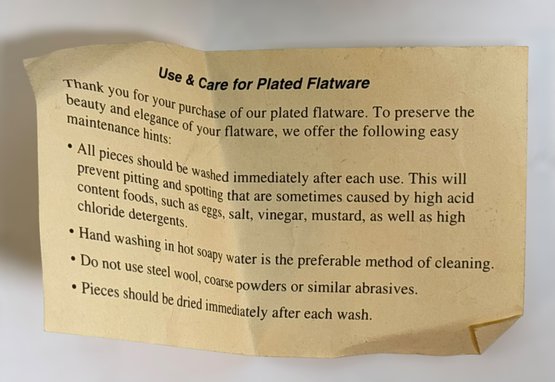 Use & Care for Plated Flatware
Thank you for your purchase of our plated flatware. To preserve the
beauty and elegance of your flatware, we offer the following easy
maintenance hints:
• All pieces should be washed immediately after each use. This will
prevent pitting and spotting that are sometimes caused by high acid
content foods, such as eggs, salt, vinegar, mustard, as well as high
chloride detergents.
• Hand washing in hot soapy water is the preferable method of cleaning.
• Do not use steel wool, coarse powders or similar abrasives.
• Pieces should be dried immediately after each wash.